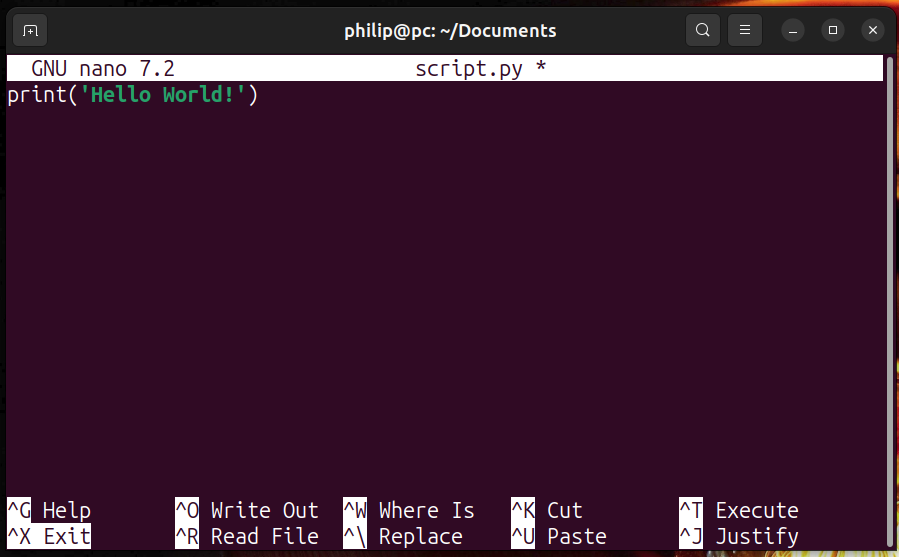 philip@pc: ~/Documents
GNU nano 7.2 script.py *
print('Hello World!')
^G Help ^O Write Out ^W Where Is ^K Cut ^T Execute
^X Exit ^R Read File ^\ Replace ^U Paste ^J Justify